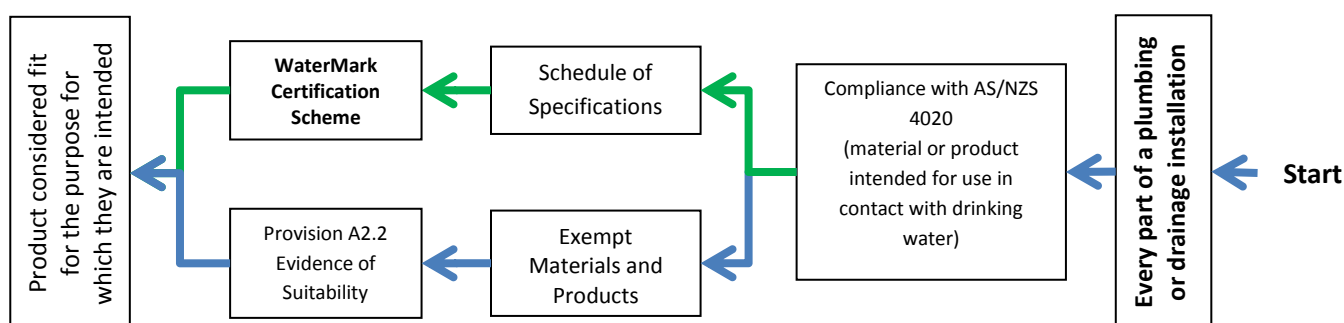 Product considered fit
for the purpose for
which they are intended
WaterMark
Certification
Scheme
Schedule of
Specifications
Provision A2.2
Evidence of
Suitability
Exempt
Materials and
Products
Compliance with AS/NZS
4020
(material or product
intended for use in
contact with drinking
water)
Every part of a plumbing
or drainage installation
Start